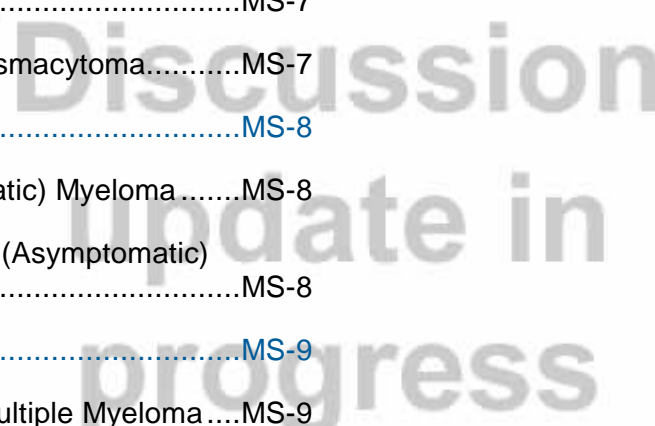 MS-7
smacytoma...........MS-7
Discussion
..........................MS-8
atic) Myeloma.......MS-8
update in
(Asymptomatic)
..........................MS-8
..........................MS-9
progress
ultiple Myeloma....MS-9